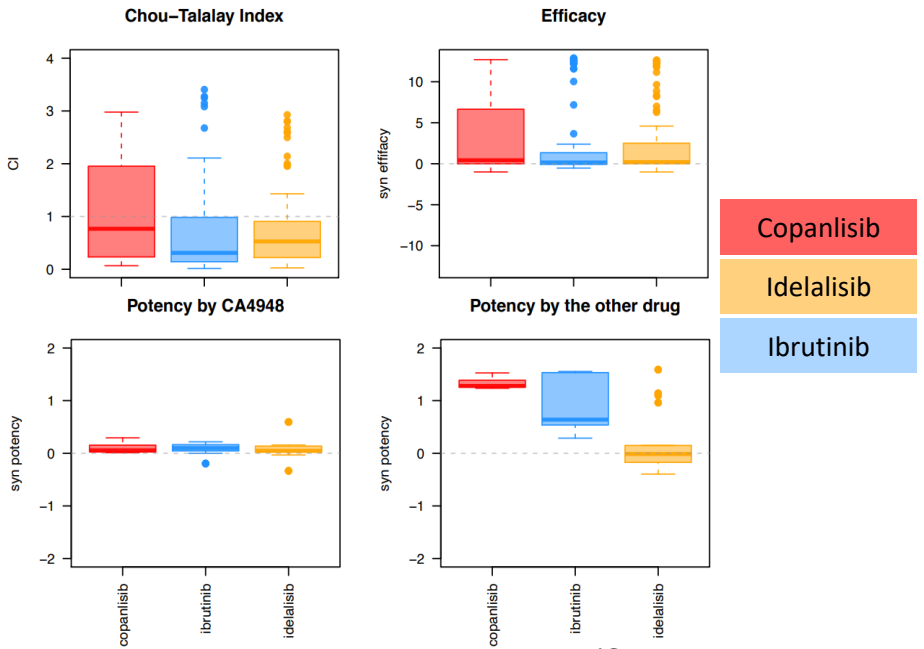 Chou−Talalay Index
4
3
2
1
0
CI
Efficacy
10
5
0
−5
−10
syn effifacy
Copanlisib
Idelalisib
Ibrutinib
Potency by CA4948
2
1
0
−1
−2
syn potency
copanlisib
ibrutinib
idelalisib
Potency by the other drug
2
1
0
−1
−2
syn potency
copanlisib
ibrutinib
idelalisib